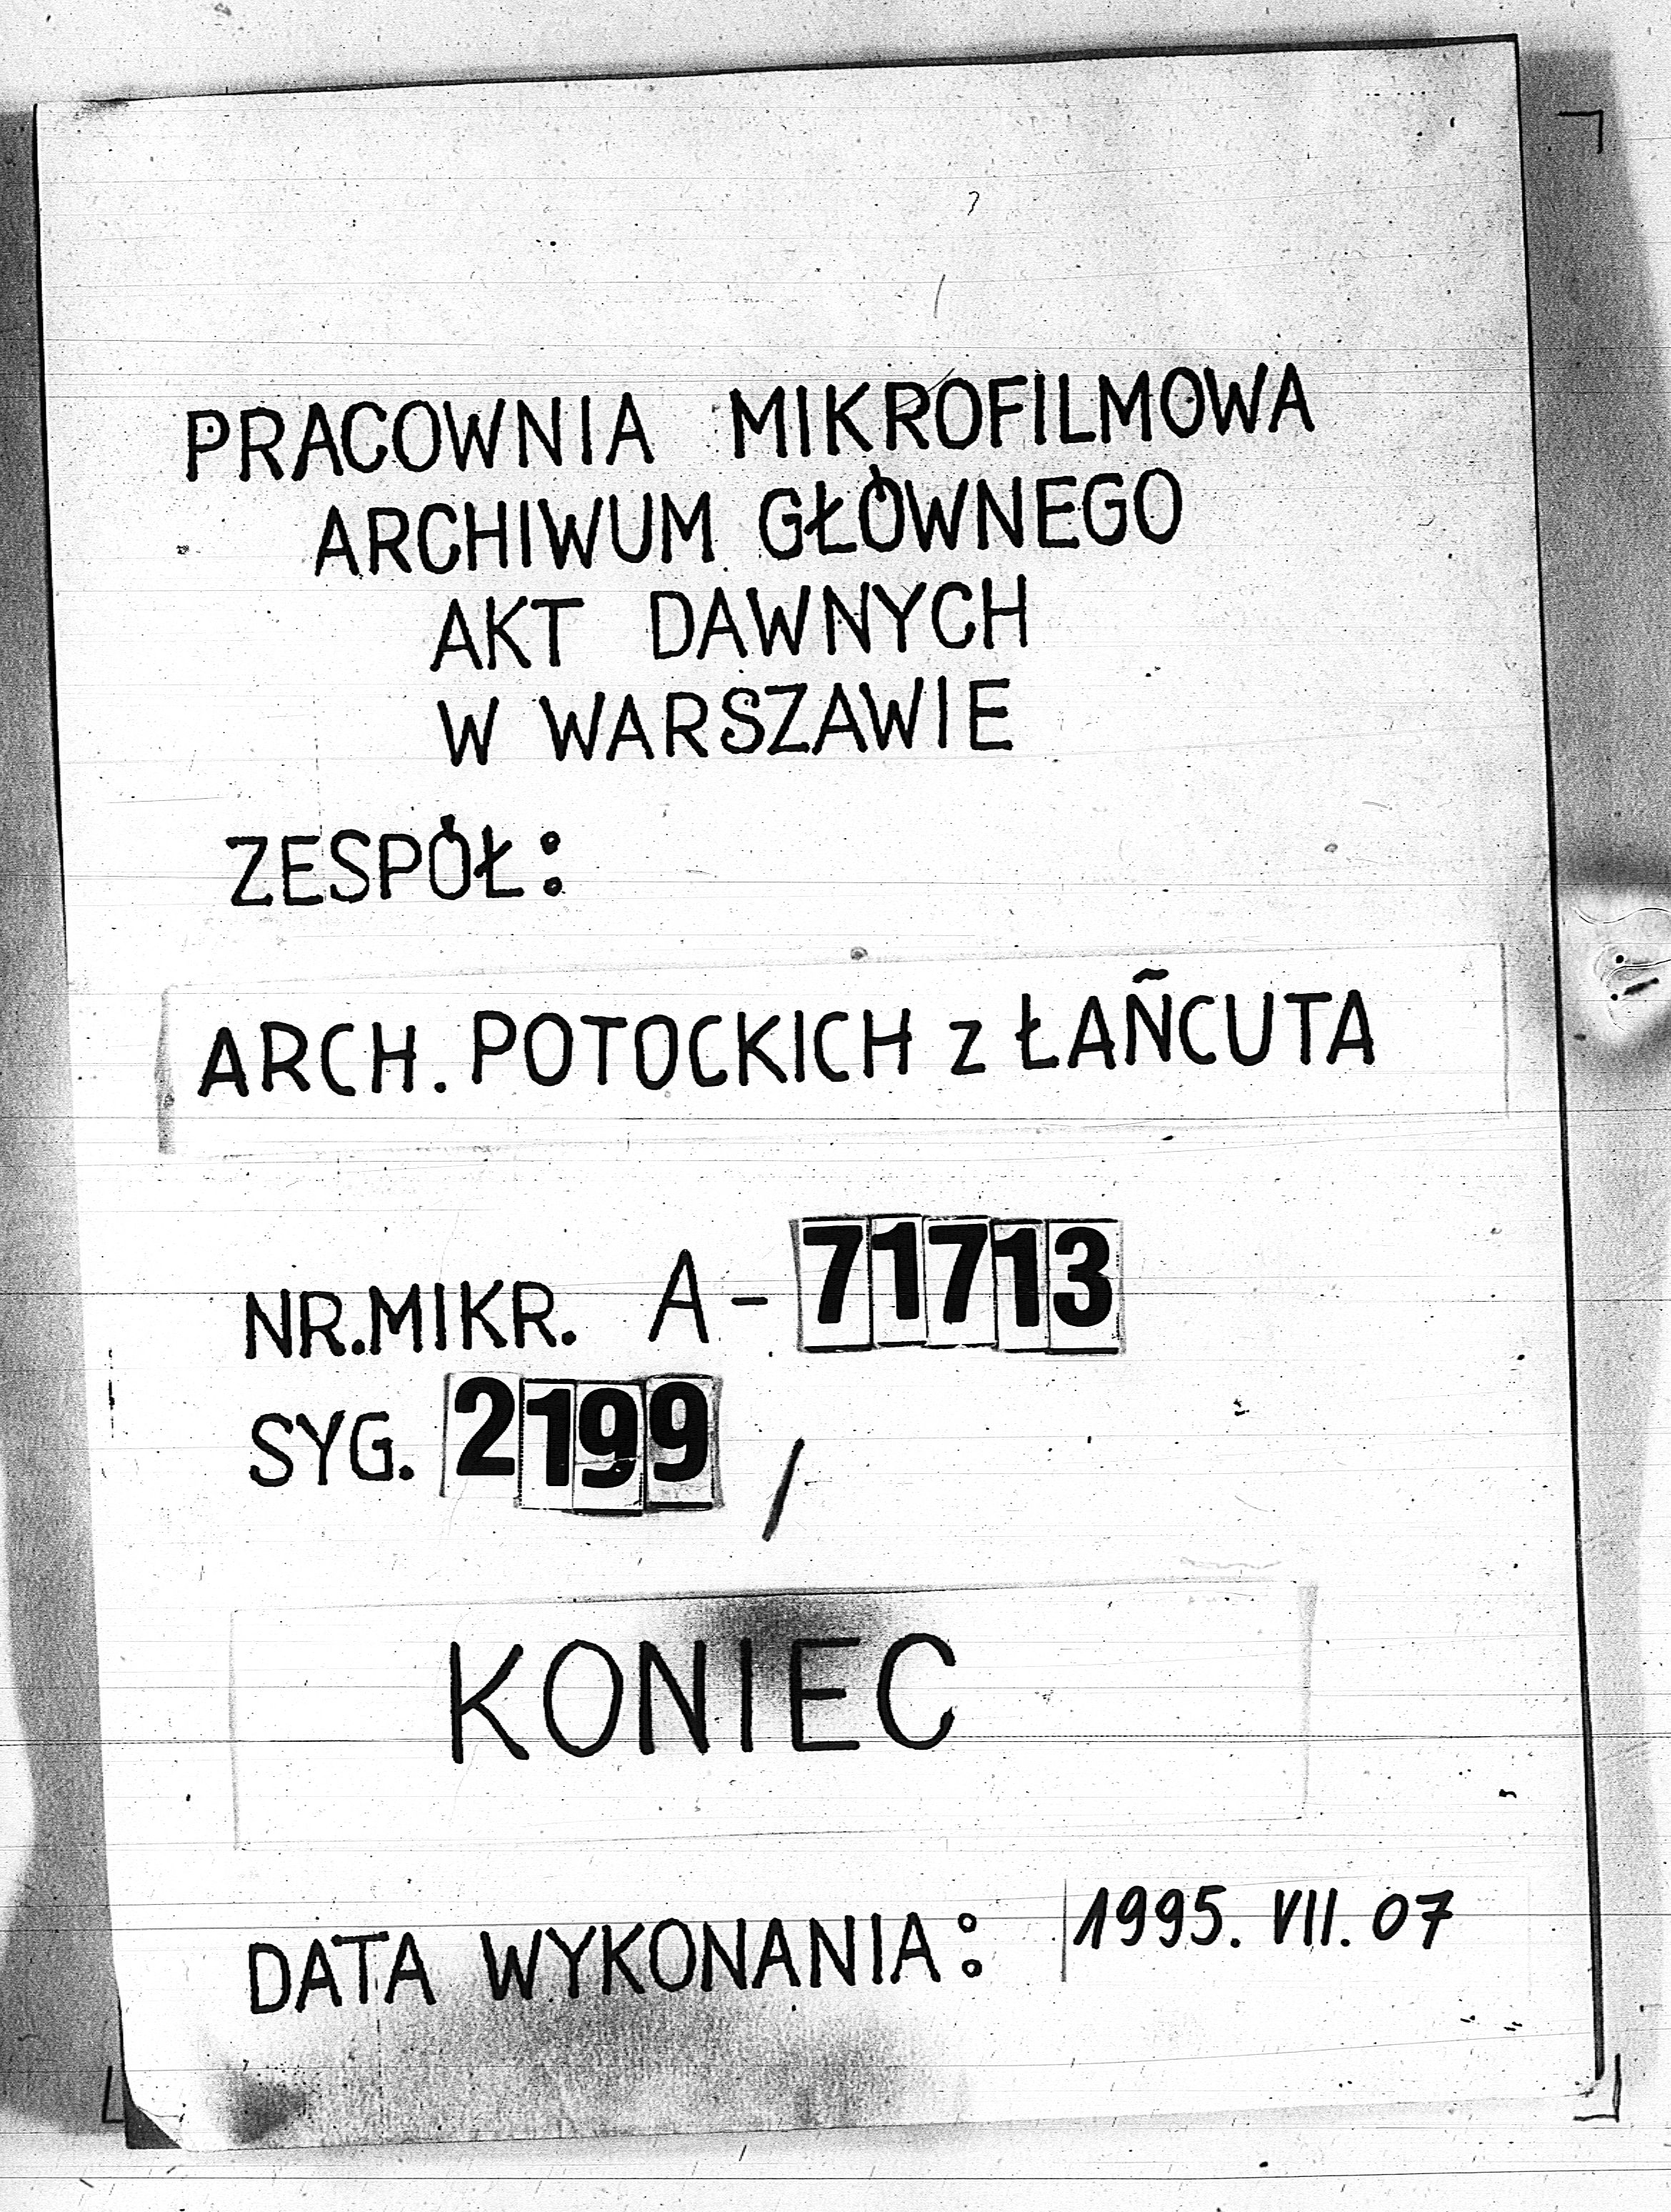 PRACOWNIA MIKROFILMOWA
ARCHIWUM GŁÓWNEGO
AKT DAWNYCH
W WARSZAWIE
ZESPÓŁ:
ARCH. POTOCKICH z ŁAŃCUTA
NR.MIKR. A-71713
SYG. 2199 /
KONIEC
DATA WYKONANIA: 1995. VII. 07